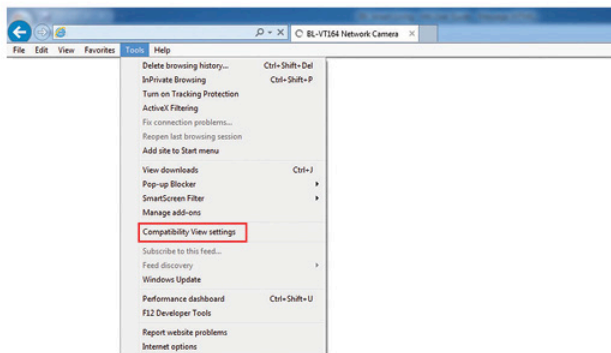 BL-VT164 Network Camera
File Edit View Favorites Tools Help
Delete browsing history... Ctrl+Shift+Del
InPrivate Browsing Ctrl+Shift+P
Turn on Tracking Protection
ActiveX Filtering
Fix connection problems...
Reopen last browsing session
Add site to Start menu
View downloads Ctrl+J
Pop-up Blocker
SmartScreen Filter
Manage add-ons
Compatibility View settings
Subscribe to this feed...
Feed discovery
Windows Update
Performance dashboard Ctrl+Shift+U
F12 Developer Tools
Report website problems
Internet options